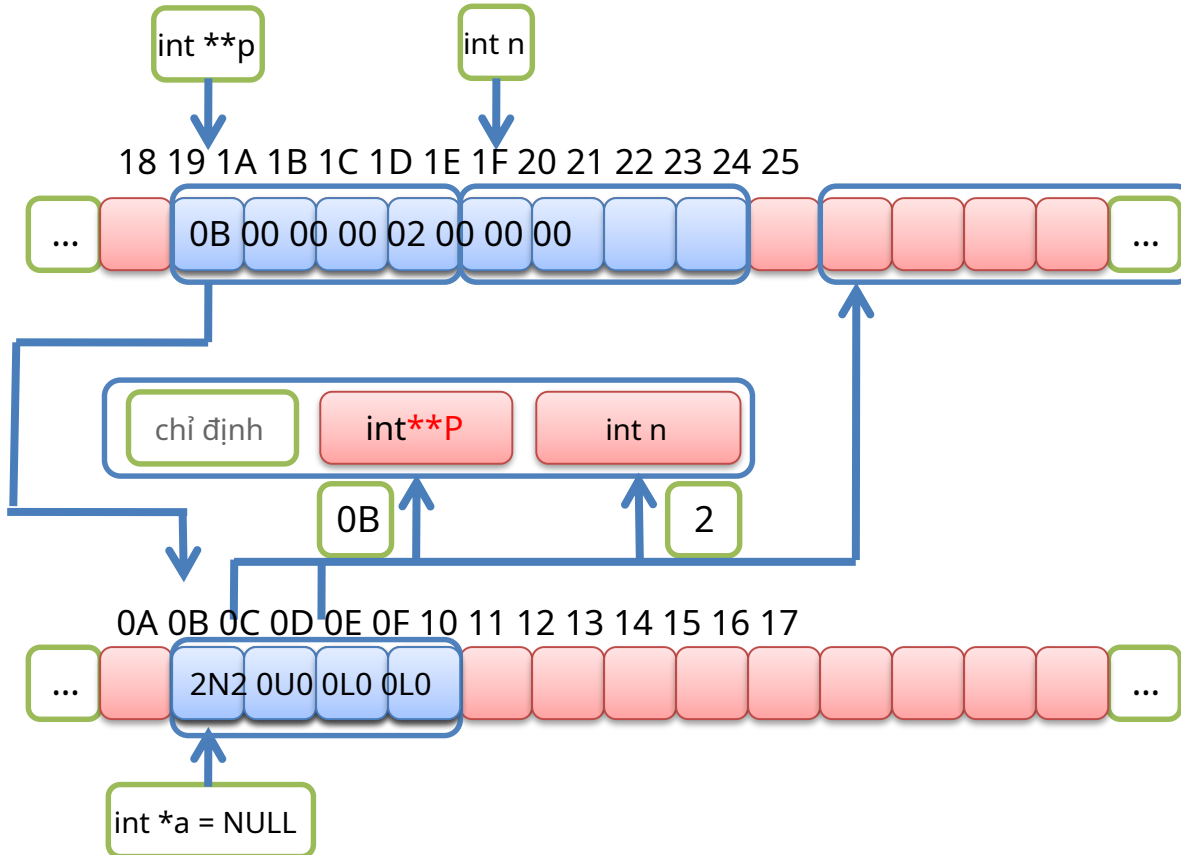 int **p
int n
18 19 1A 1B 1C 1D 1E 1F 20 21 22 23 24 25
... 0B 00 00 00 02 00 00 00 ...
chỉ định int**P int n
0B 2
0A 0B 0C 0D 0E 0F 10 11 12 13 14 15 16 17
... 2N2 0U0 0L0 0L0 ...
int *a = NULL